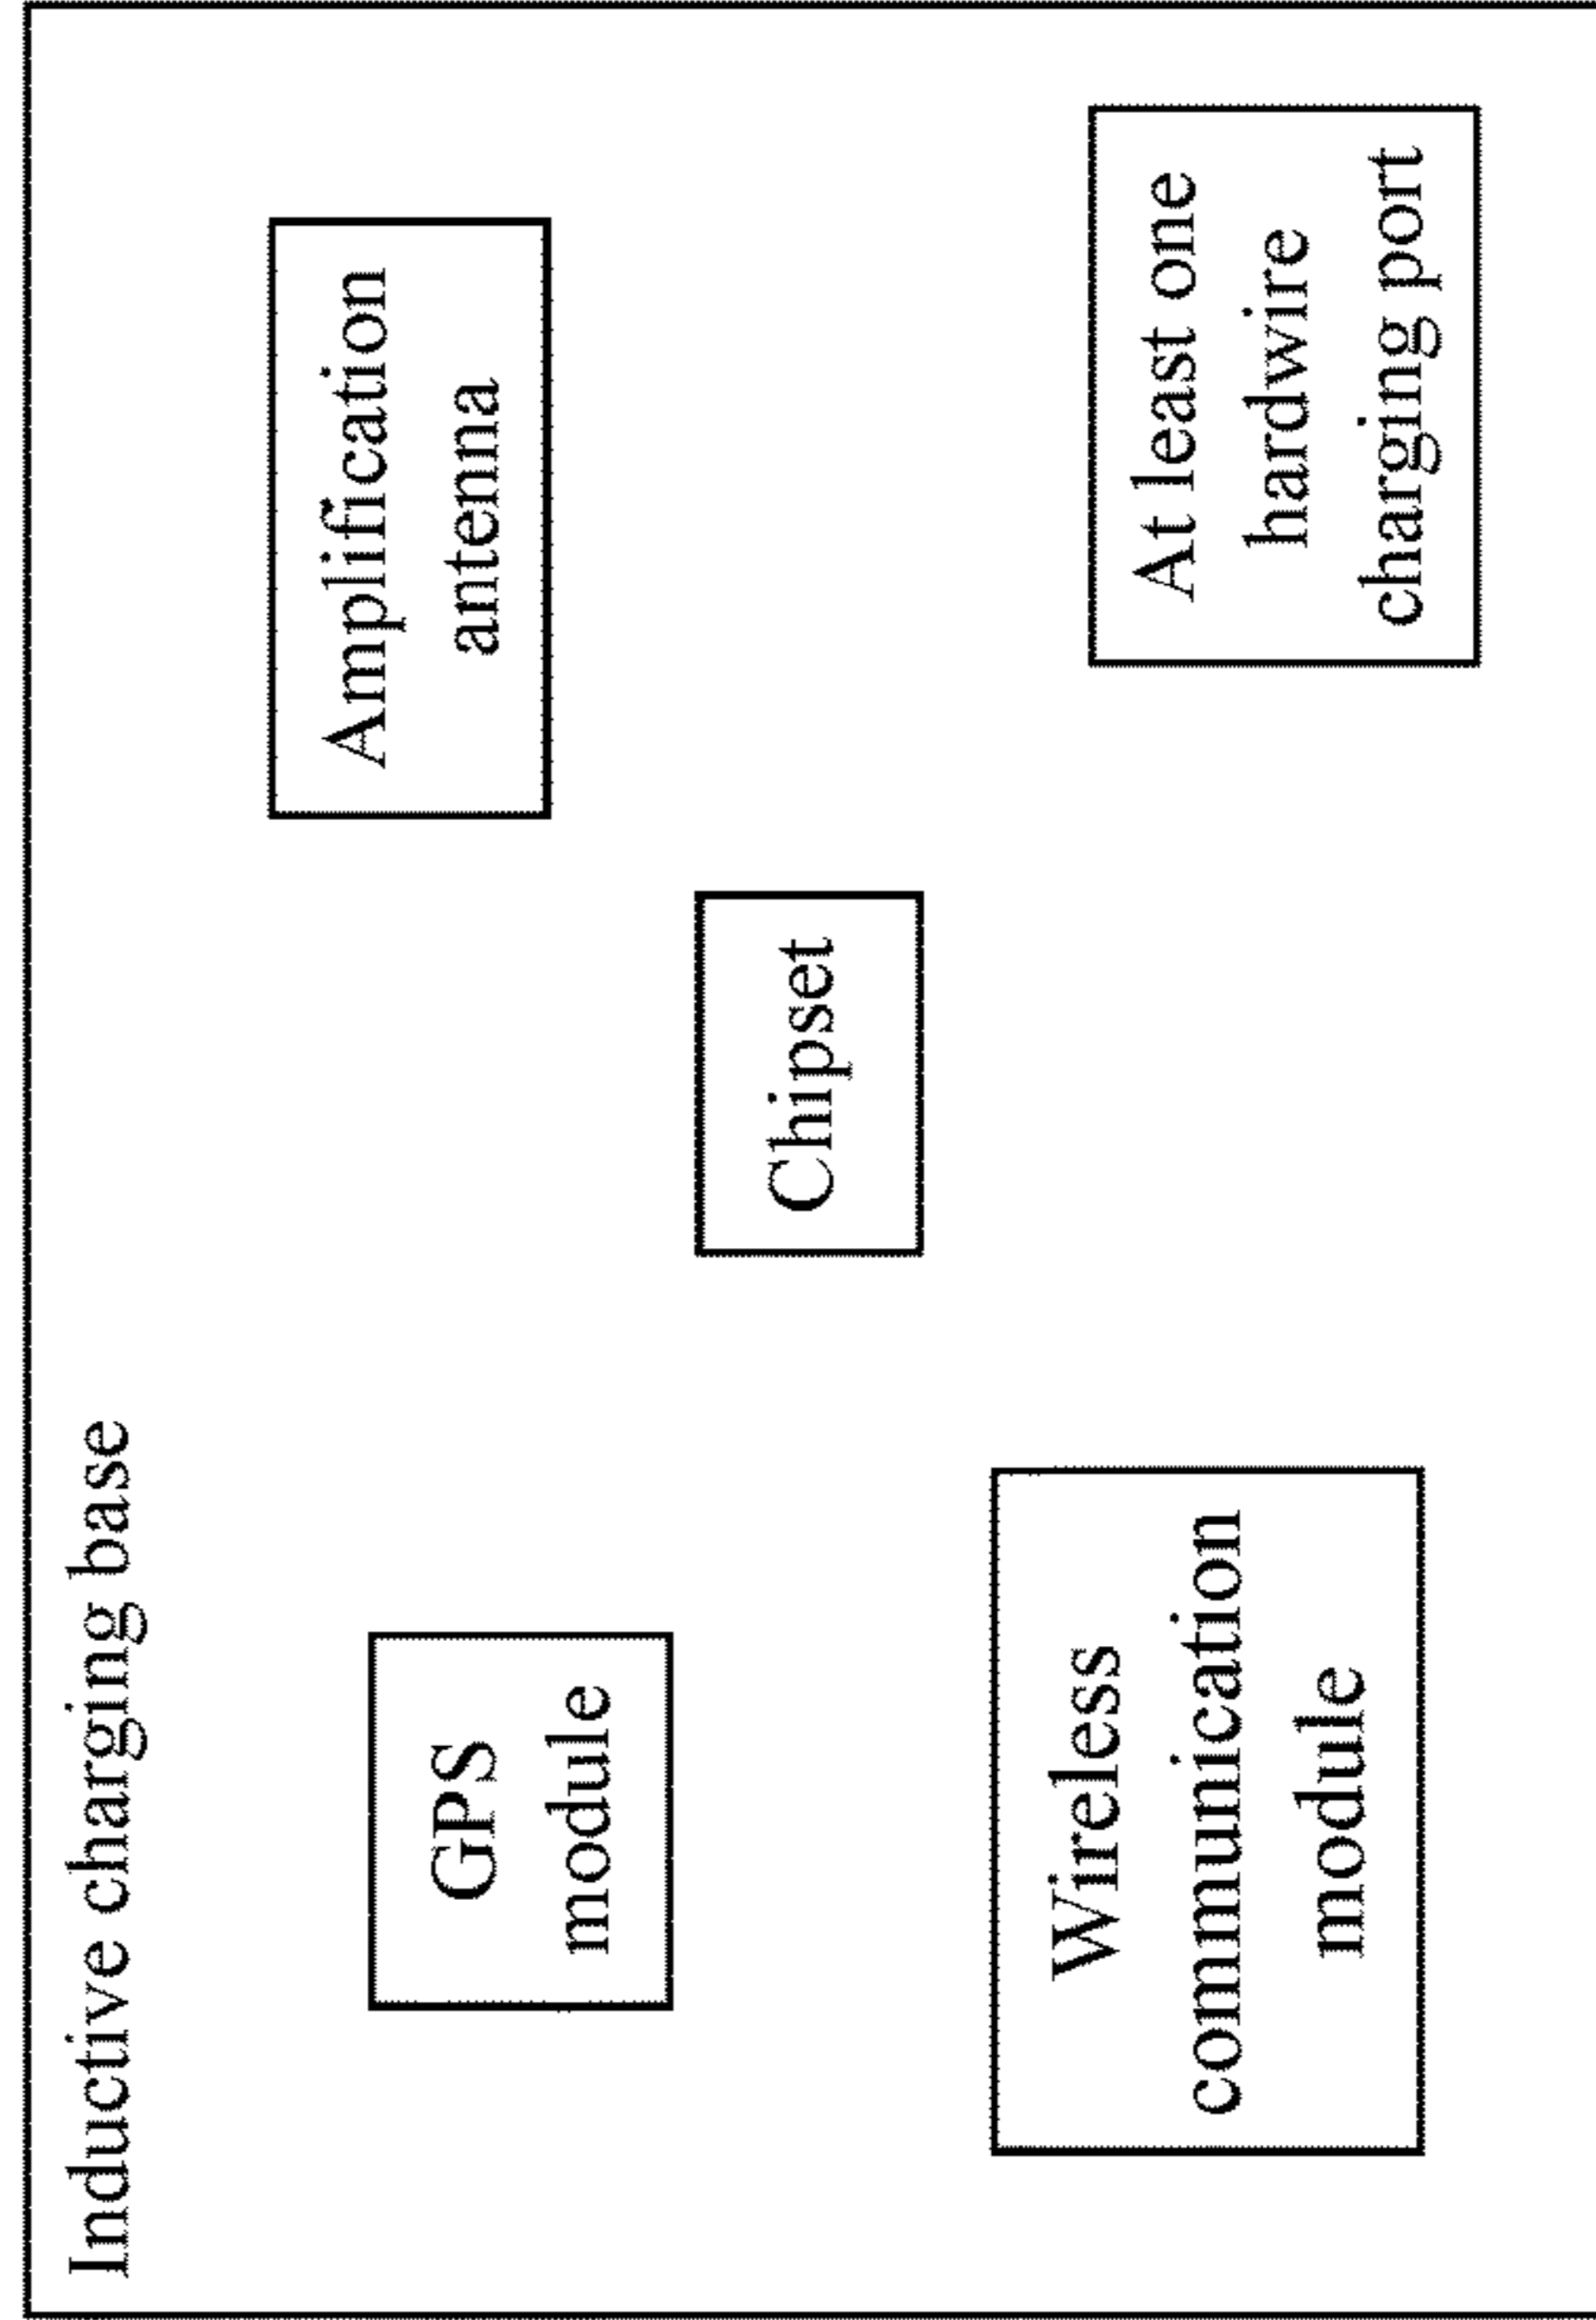 Inductive charging base
GPS
module
Amplification
antenna
Chipset
Wireless
communication
module
At least one
hardwire
charging port